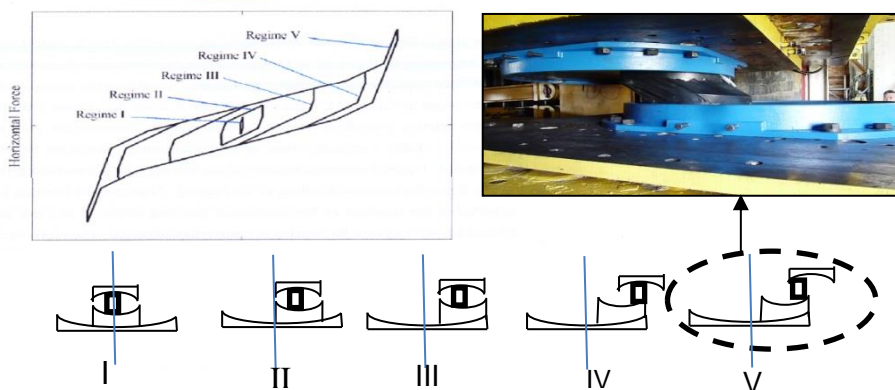 Regime V
Regime IV
Regime III
Regime II
Regime I
Horizontal Force
I
II
III
IV
V